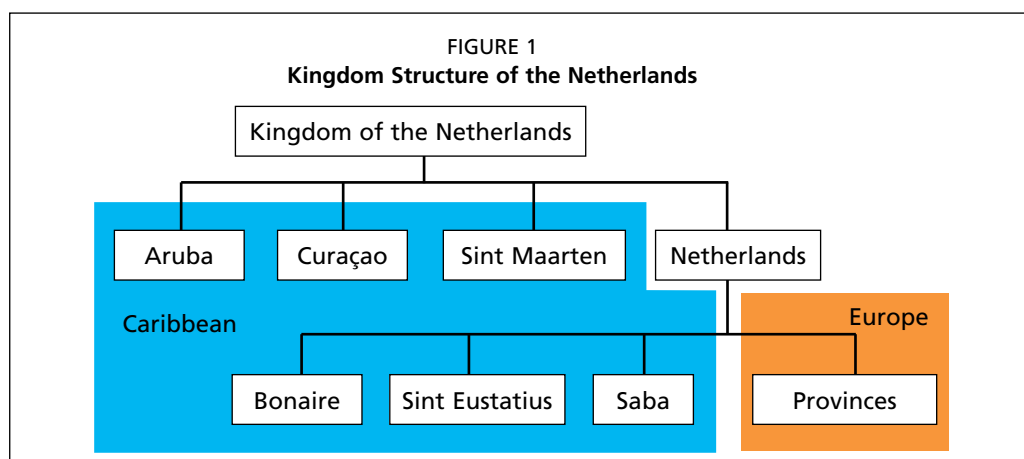 FIGURE 1
Kingdom Structure of the Netherlands
Kingdom of the Netherlands
Aruba
Curaçao
Sint Maarten
Netherlands
Caribbean
Europe
Bonaire
Sint Eustatius
Saba
Provinces